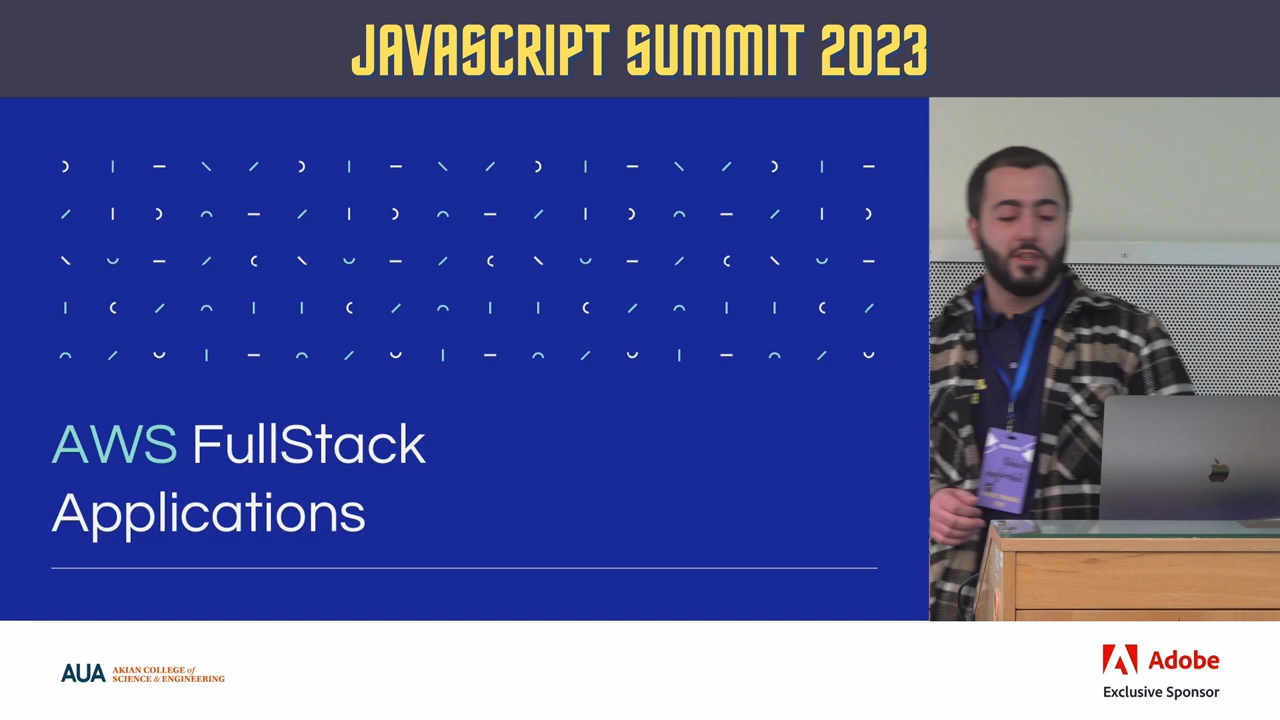 JAVASCRIPT SUMMIT 2023
AWS FullStack
Applications
AUA
AKIAN COLLEGE of
SCIENCE & ENGINEERING
Adobe
Exclusive Sponsor